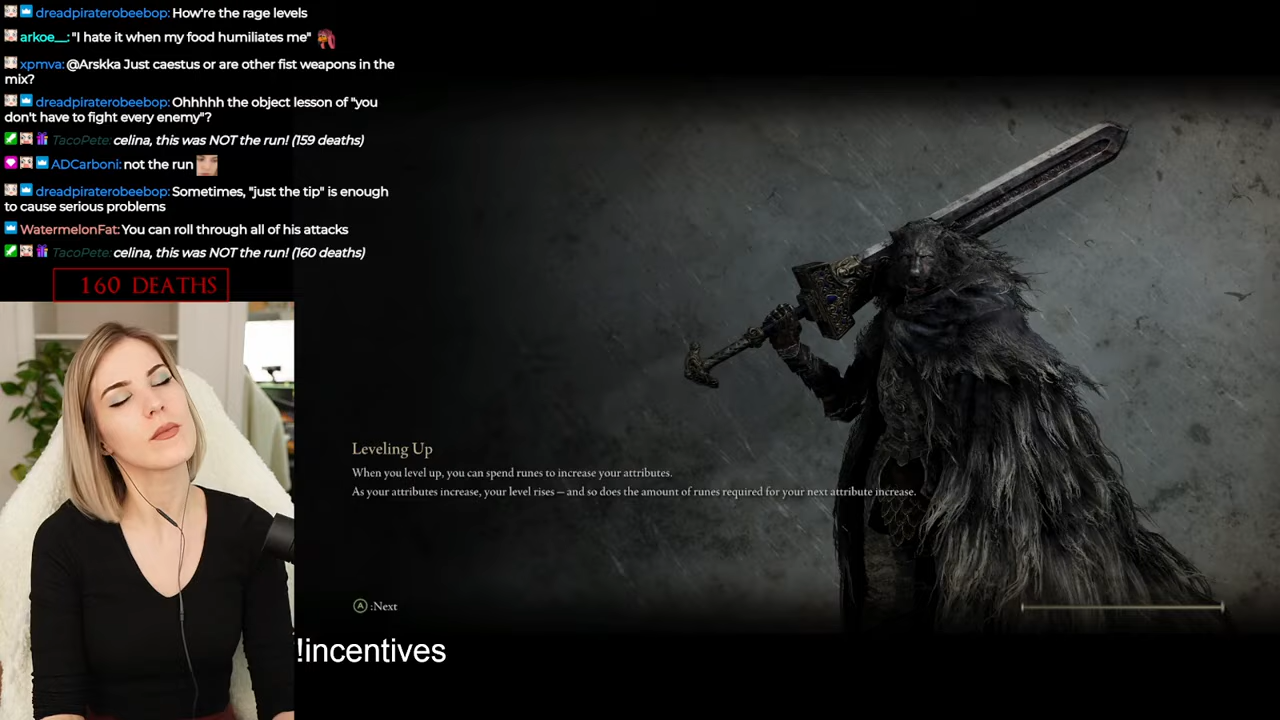 dreadpiraterobeebop: How're the rage levels
arkoe__: "I hate it when my food humiliates me"
xpmva: @Arskka Just caestus or are other fist weapons in the
mix?
dreadpiraterobeebop: Ohhhhh the object lesson of "you
don't have to fight every enemy"?
TacoPete: celina, this was NOT the run! (159 deaths)
ADCarboni: not the run
dreadpiraterobeebop: Sometimes, "just the tip" is enough
to cause serious problems
WatermelonFat: You can roll through all of his attacks
TacoPete: celina, this was NOT the run! (160 deaths)
160 DEATHS
Leveling Up
When you level up, you can spend runes to increase your attributes.
As your attributes increase, your level rises – and so does the amount of runes required for your next attribute increase.
A :Next
!incentives